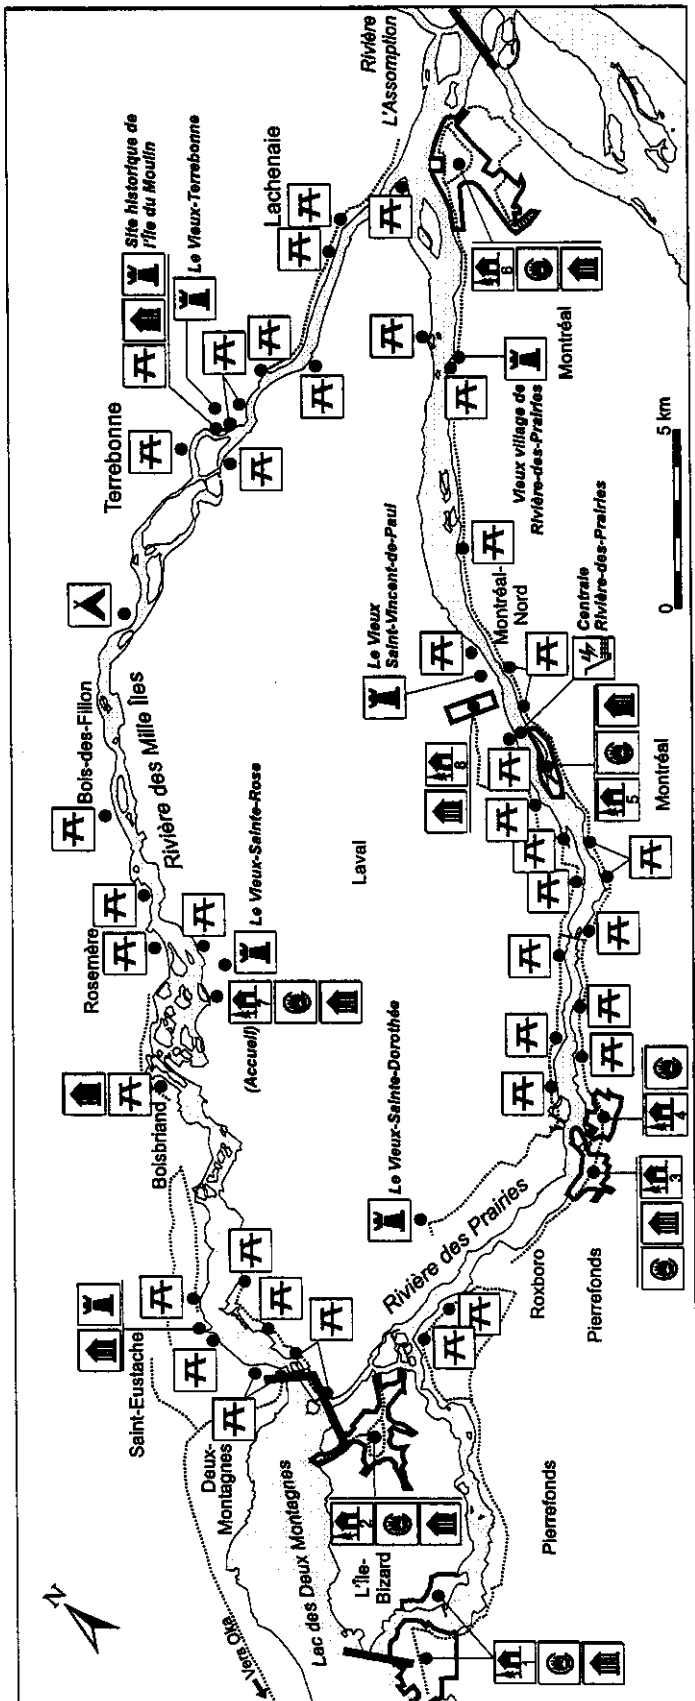 N
Vers Oka
Lac des Deux Montagnes
Deux-
Montagnes
Saint-Eustache
Boisbriand
Rosemère
(Accueil)
7
Le Vieux-Sainte-Rose
Bois-des-Fillon
Rivière des Mille Îles
Terrebonne
Site historique de
l'Île du Moulin
Le Vieux-Terrebonne
Lachenaie
Rivière
L'Assomption
Laval
Le Vieux-Sainte-Dorothée
Rivière des Prairies
8
Le Vieux
Saint-Vincent-de-Paul
Montréal-
Nord
Vieux village de
Rivière-des-Prairies
Montréal
6
Centrale
Rivière-des-Prairies
5
Montréal
L'Île-
Bizard
2
1
Pierrefonds
Roxboro
Pierrefonds
3
4
0
5 km